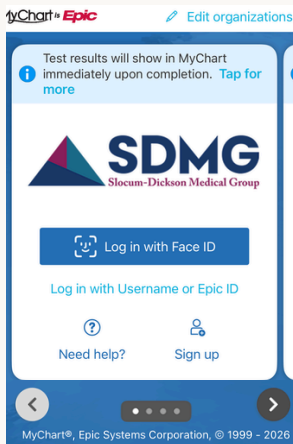 MyChart by Epic
Edit organizations
Test results will show in MyChart
immediately upon completion. Tap for
more
SDMG
Slocum-Dickson Medical Group
Log in with Face ID
Log in with Username or Epic ID
Need help?
Sign up
MyChart®, Epic Systems Corporation, © 1999 - 2026